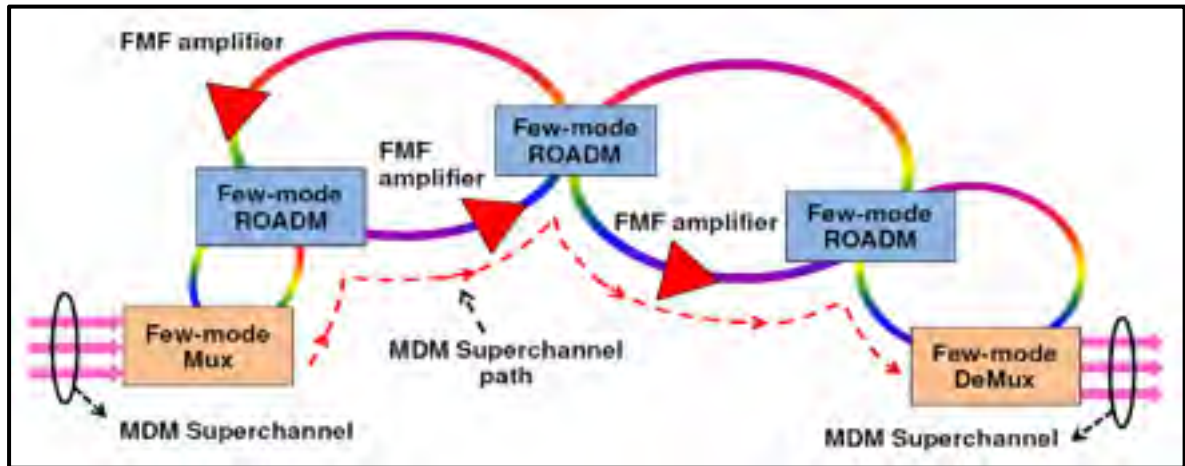 FMF amplifier
Few-mode
ROADM
FMF
amplifier
Few-mode
ROADM
FMF amplifier
Few-mode
ROADM
Few-mode
Mux
MDM Superchannel
path
Few-mode
DeMux
MDM Superchannel
MDM Superchannel